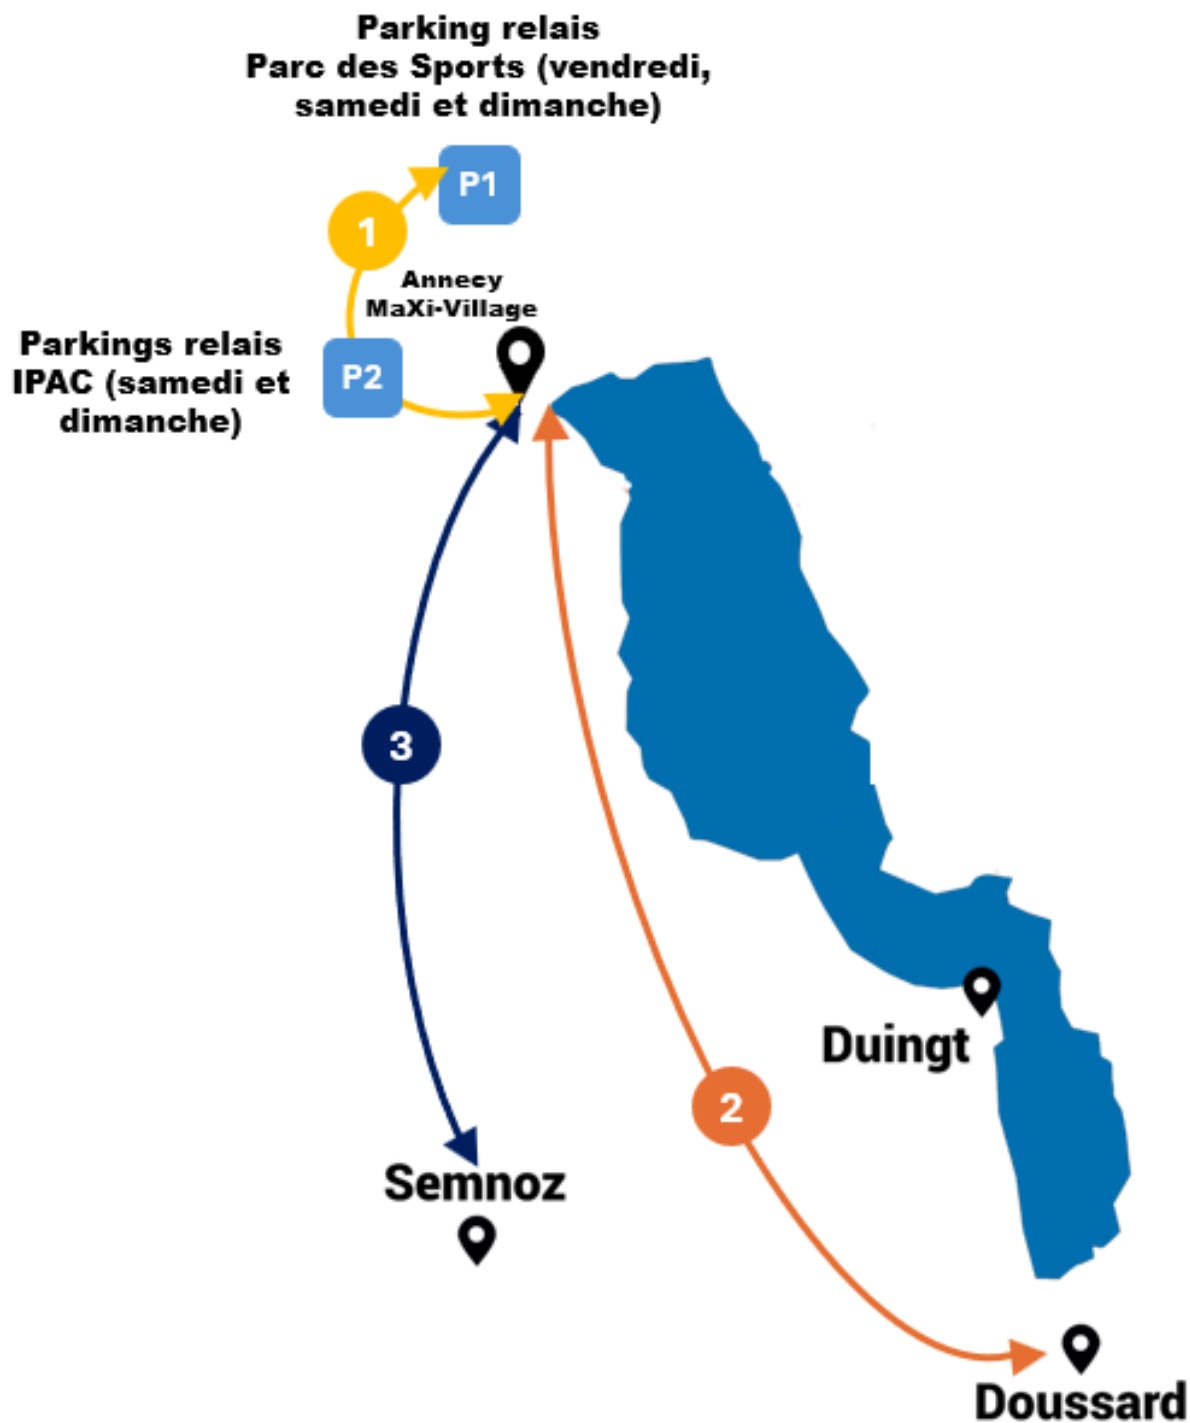 Parking relais
Parc des Sports (vendredi,
samedi et dimanche)
P1
1
Annecy
MaXi-Village
Parkings relais
IPAC (samedi et
dimanche)
P2
3
Duingt
2
Semnoz
Doussard